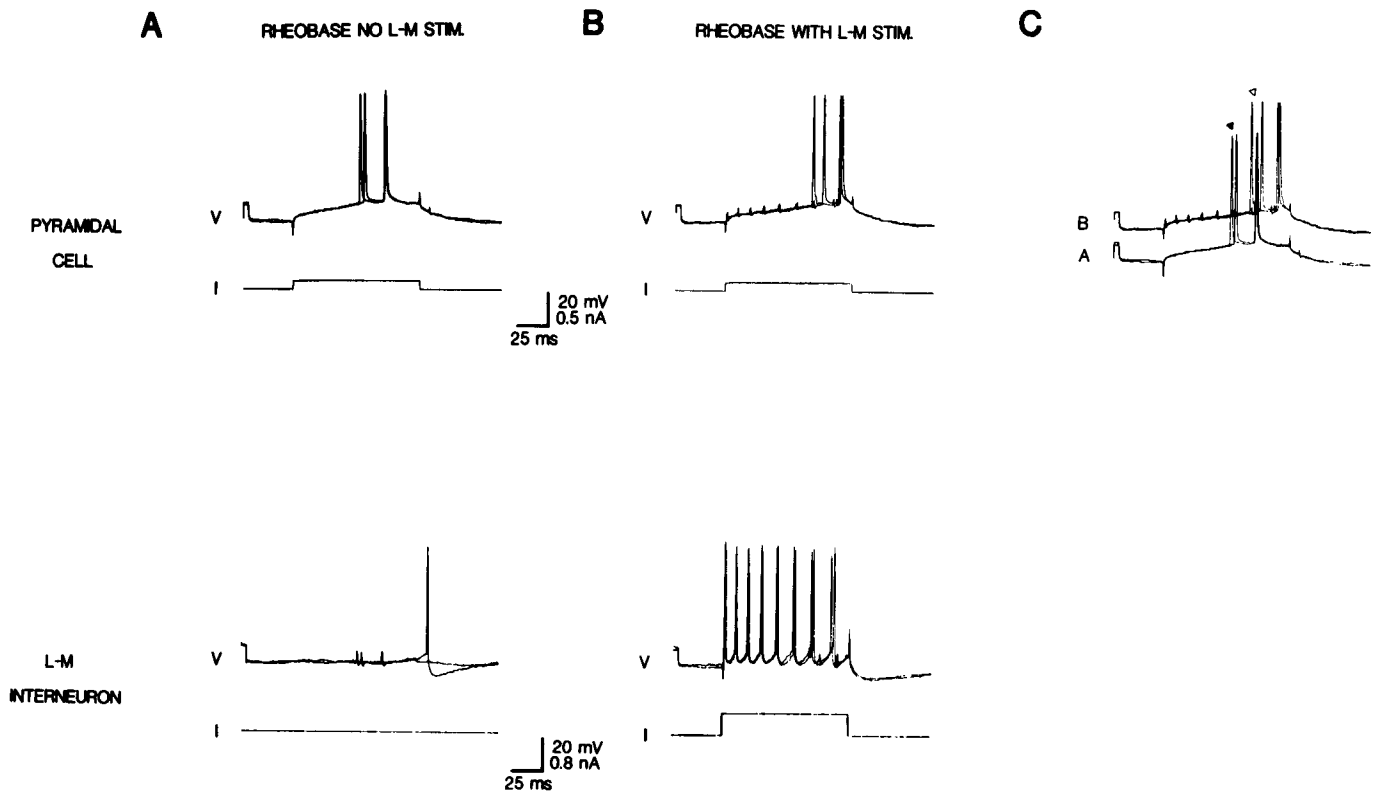 A
RHEOBASE NO L-M STIM.
B
RHEOBASE WITH L-M STIM.
C
PYRAMIDAL
CELL
V
I
20 mV
0.5 nA
25 ms
V
I
B
A
L-M
INTERNEURON
V
I
20 mV
0.8 nA
25 ms
V
I